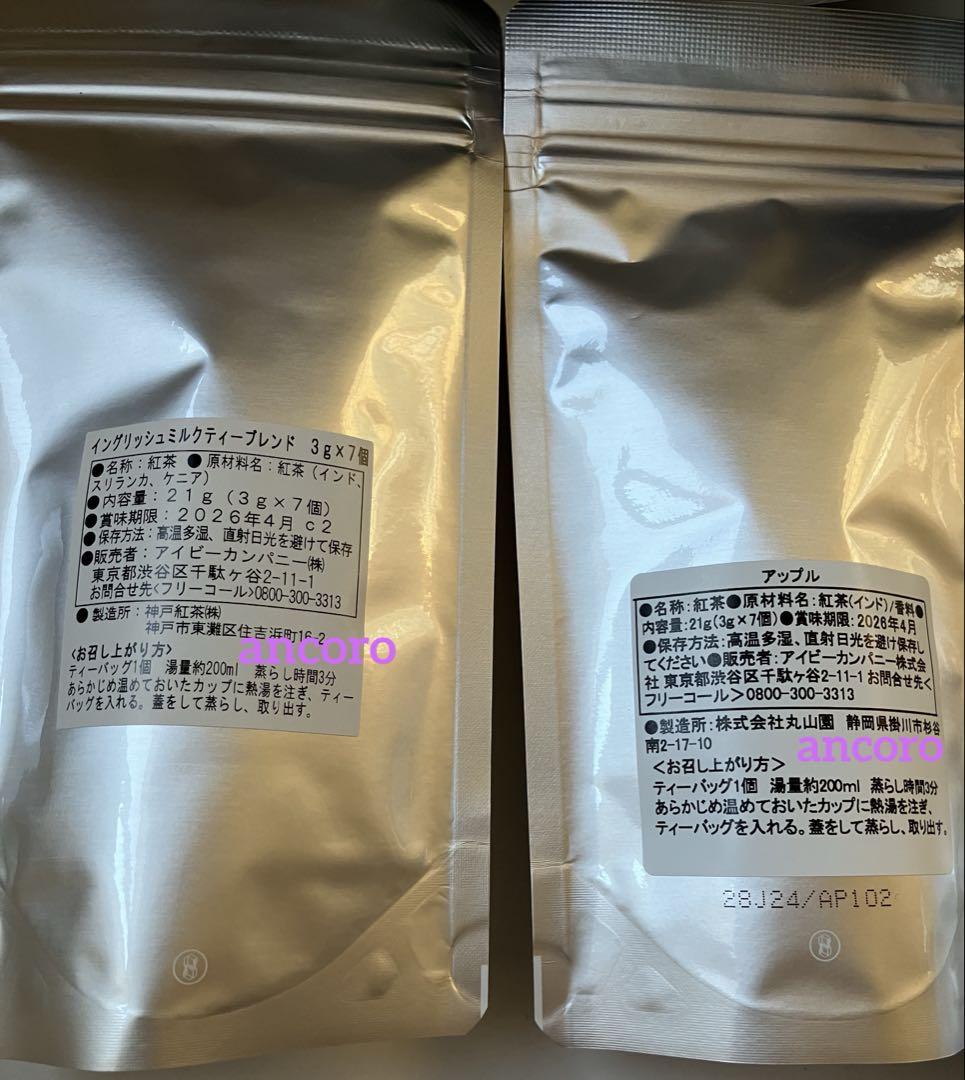 イングリッシュミルクティーブレンド 3g×7個
●名称：紅茶 ●原材料名：紅茶（インド、
スリランカ、ケニア）
●内容量：２１ｇ（３ｇ×７個）
●賞味期限：２０２６年４月 ｃ２
●保存方法：高温多湿、直射日光を避けて保存
●販売者：アイビーカンパニー㈱
東京都渋谷区千駄ヶ谷2-11-1
お問合せ先<フリーコール>0800-300-3313
●製造所：神戸紅茶㈱
神戸市東灘区住吉浜町16-2
<お召し上がり方>
ティーバッグ1個 湯量約200ml 蒸らし時間3分
あらかじめ温めておいたカップに熱湯を注ぎ、ティー
バッグを入れる。蓋をして蒸らし、取り出す。
ancoro
アップル
●名称:紅茶●原材料名:紅茶(インド)/香料●
内容量:21g(3g×7個)●賞味期限:2026年4月
●保存方法:高温多湿、直射日光を避け保存し
てください●販売者:アイビーカンパニー株式会
社 東京都渋谷区千駄ヶ谷2-11-1 お問合せ先<
フリーコール>0800-300-3313
●製造所:株式会社丸山園 静岡県掛川市杉谷
南2-17-10
ancoro
<お召し上がり方>
ティーバッグ1個 湯量約200ml 蒸らし時間3分
あらかじめ温めておいたカップに熱湯を注ぎ、
ティーバッグを入れる。蓋をして蒸らし、取り出す。
28J24/AP102